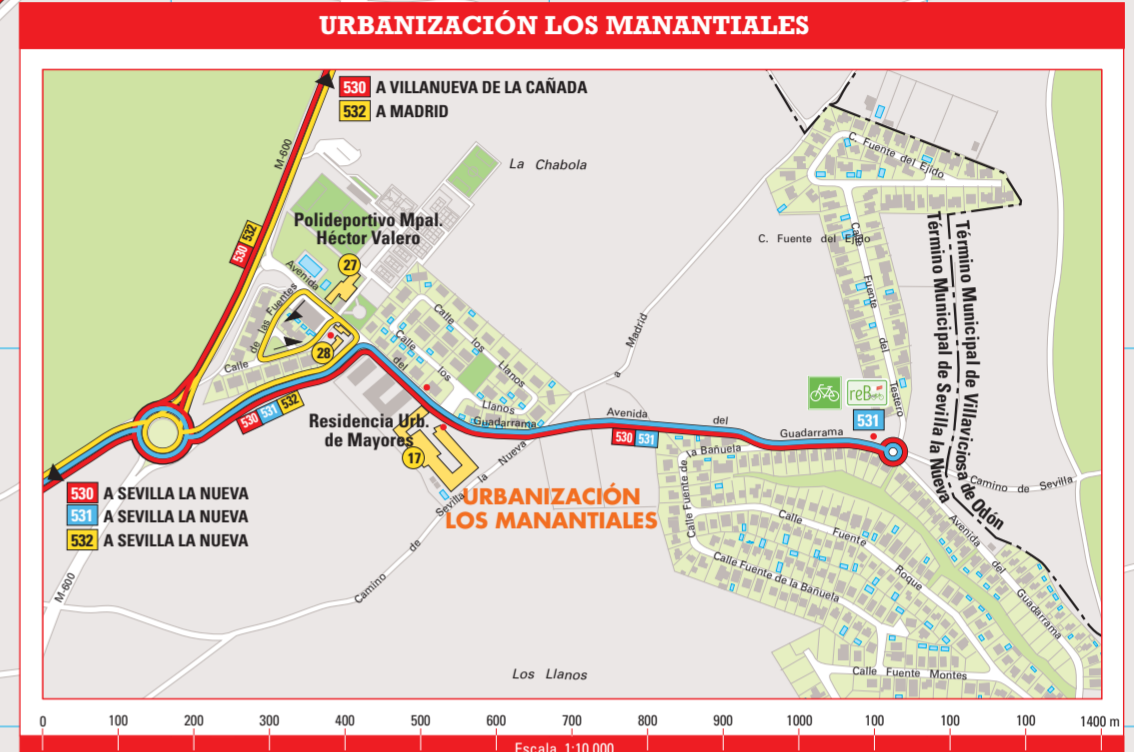 URBANIZACIÓN LOS MANANTIALES
530 A VILLANUEVA DE LA CAÑADA
532 A MADRID
M-600
La Chabola
C. Fuente del Ejido
Polideportivo Mpal.
Héctor Valero
C. Fuente del Ejido
530 532
27
Avenida
Calle de las Fuentes
28
Calle los Llanos
Calle los Llanos
del
Guadarrama
a Madrid
Calle Fuente del Testero
Término Municipal de Villaviciosa de Odón
Término Municipal de Sevilla la Nueva
reB
531
530 531 532
Residencia Urb.
de Mayores
17
Avenida del Guadarrama
530 531
URBANIZACIÓN
LOS MANANTIALES
Camino de Sevilla la Nueva
Calle Fuente de la Bañuela
Camino de Sevilla
530 A SEVILLA LA NUEVA
531 A SEVILLA LA NUEVA
532 A SEVILLA LA NUEVA
Calle Fuente Roque
Avenida del Guadarrama
Calle Fuente de la Bañuela
M-600
Los Llanos
Calle Fuente Montes
0 100 200 300 400 500 600 700 800 900 1000 100 100 100 1400 m
Escala 1:10.000